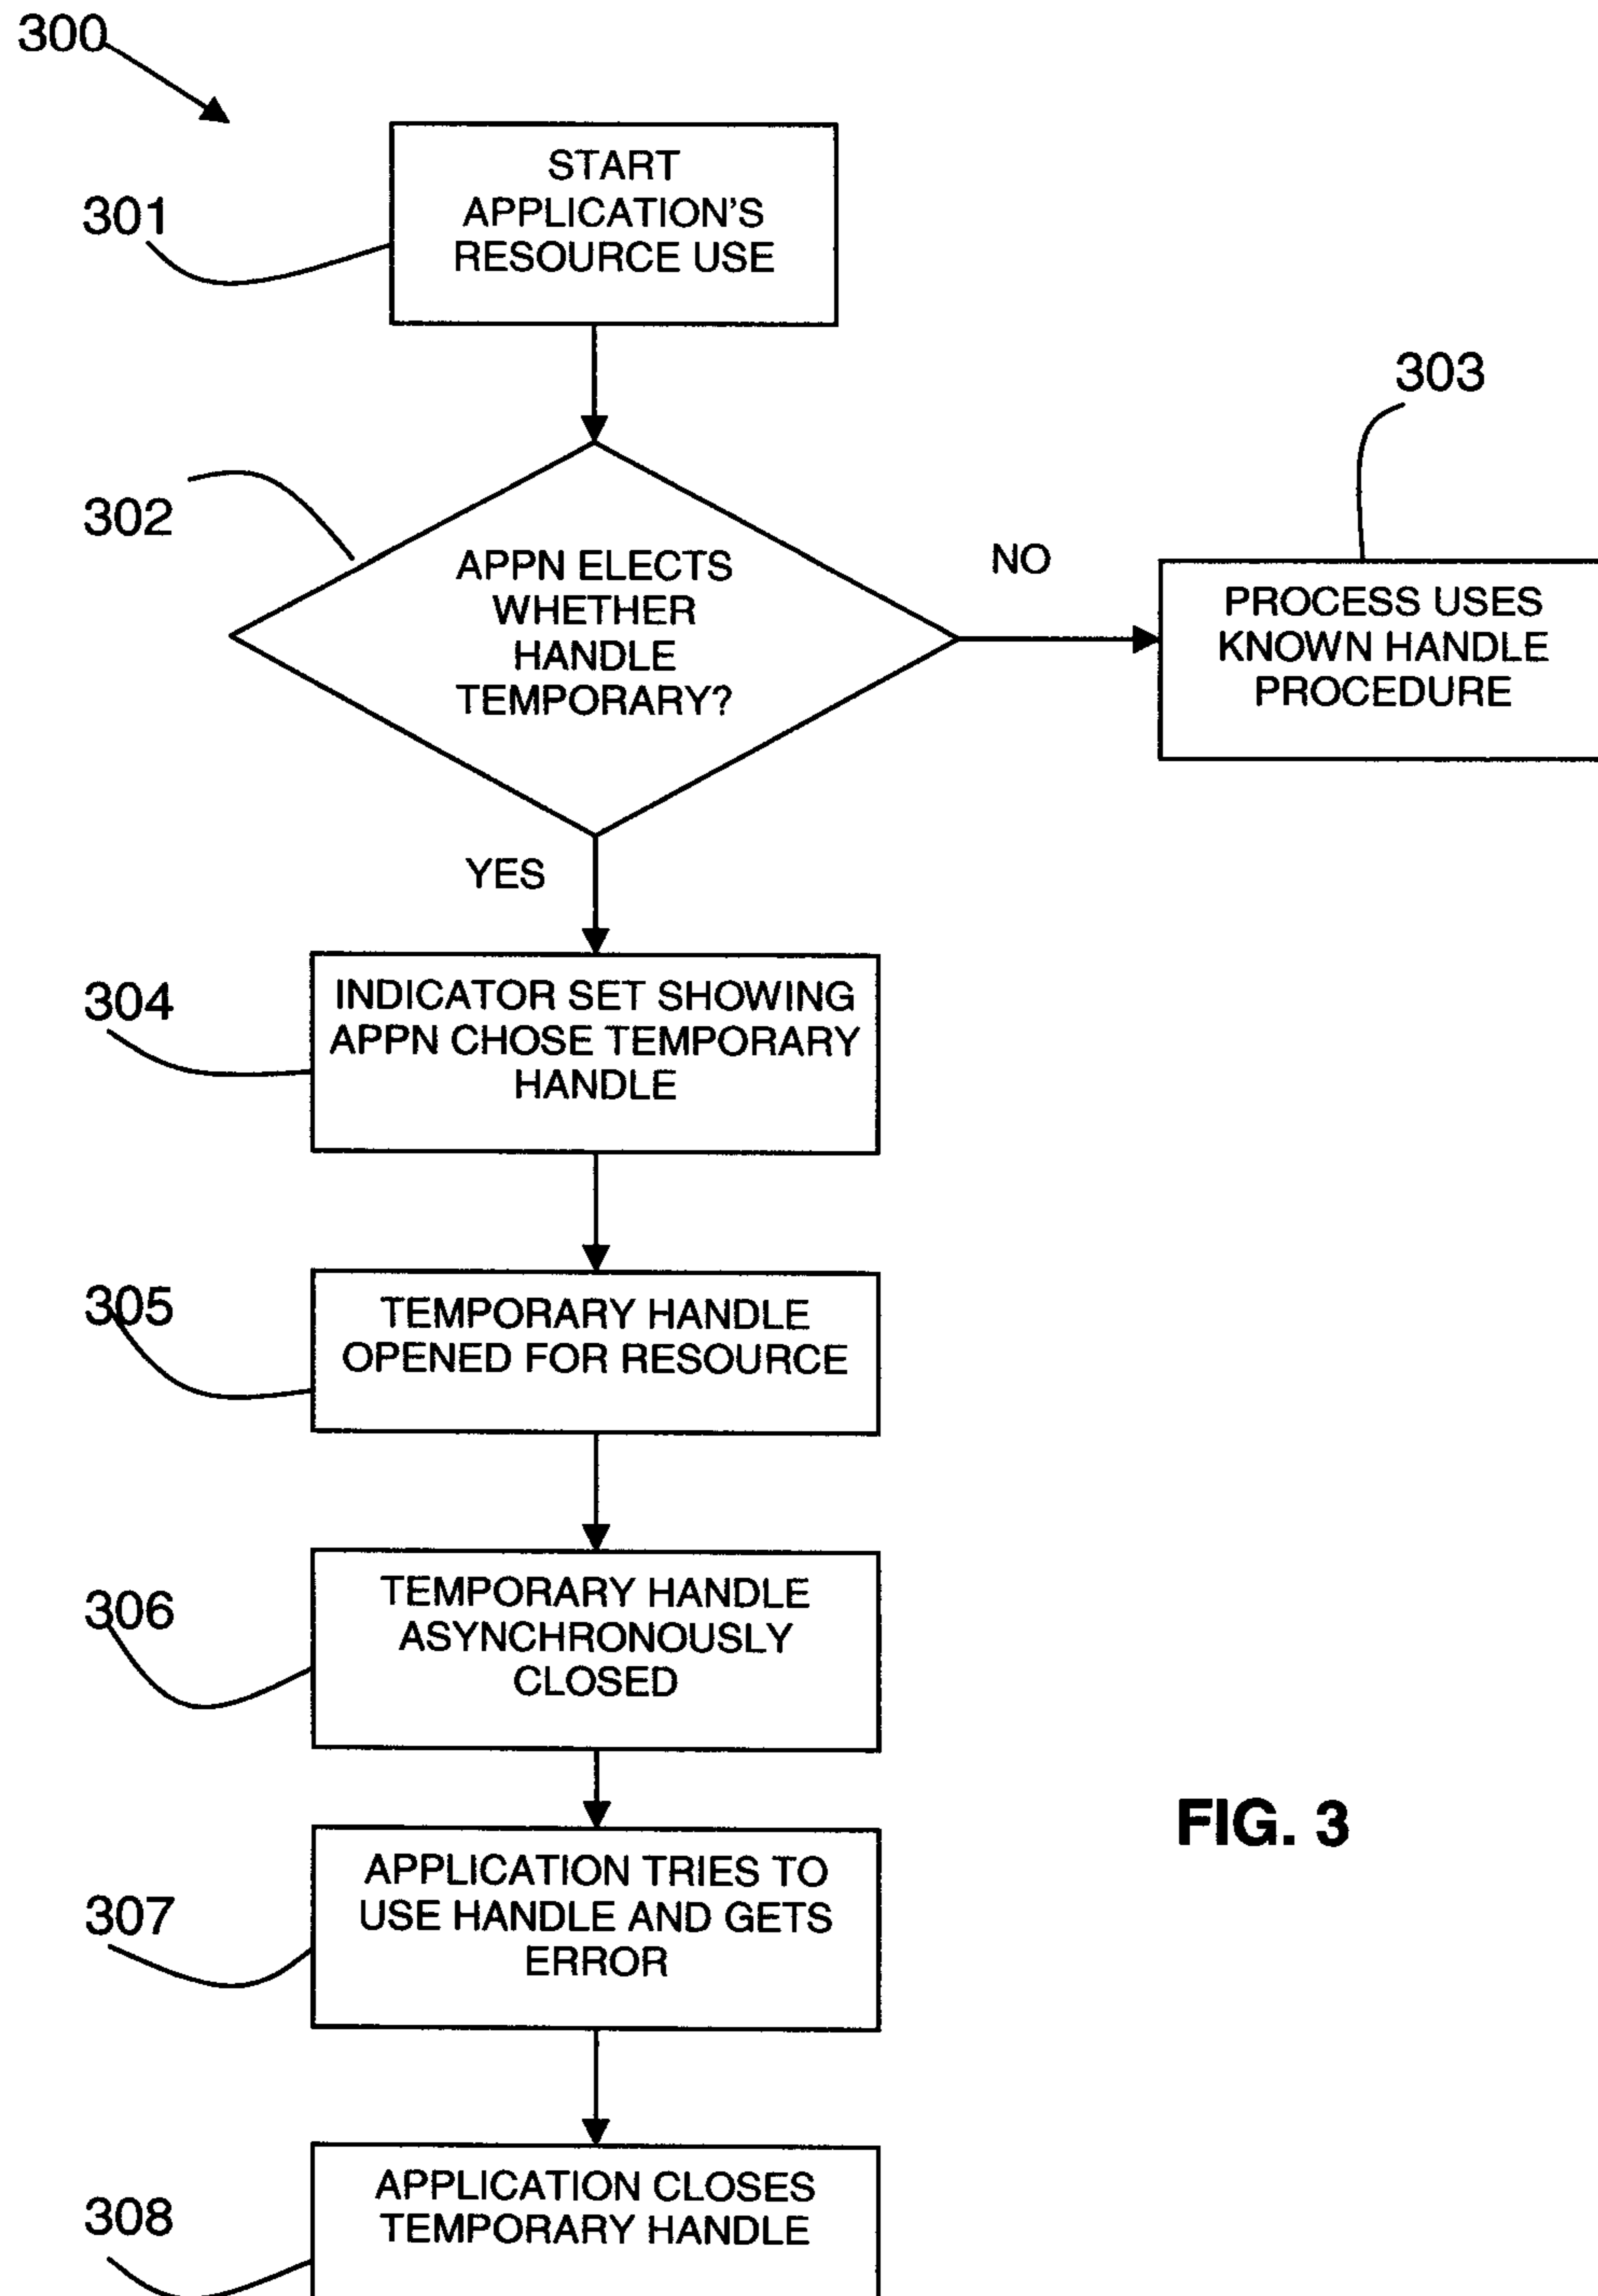 300
301
START
APPLICATION'S
RESOURCE USE
302
APPN ELECTS
WHETHER
HANDLE
TEMPORARY?
NO
303
PROCESS USES
KNOWN HANDLE
PROCEDURE
YES
304
INDICATOR SET SHOWING
APPN CHOSE TEMPORARY
HANDLE
305
TEMPORARY HANDLE
OPENED FOR RESOURCE
306
TEMPORARY HANDLE
ASYNCHRONOUSLY
CLOSED
307
APPLICATION TRIES TO
USE HANDLE AND GETS
ERROR
308
APPLICATION CLOSES
TEMPORARY HANDLE
FIG. 3